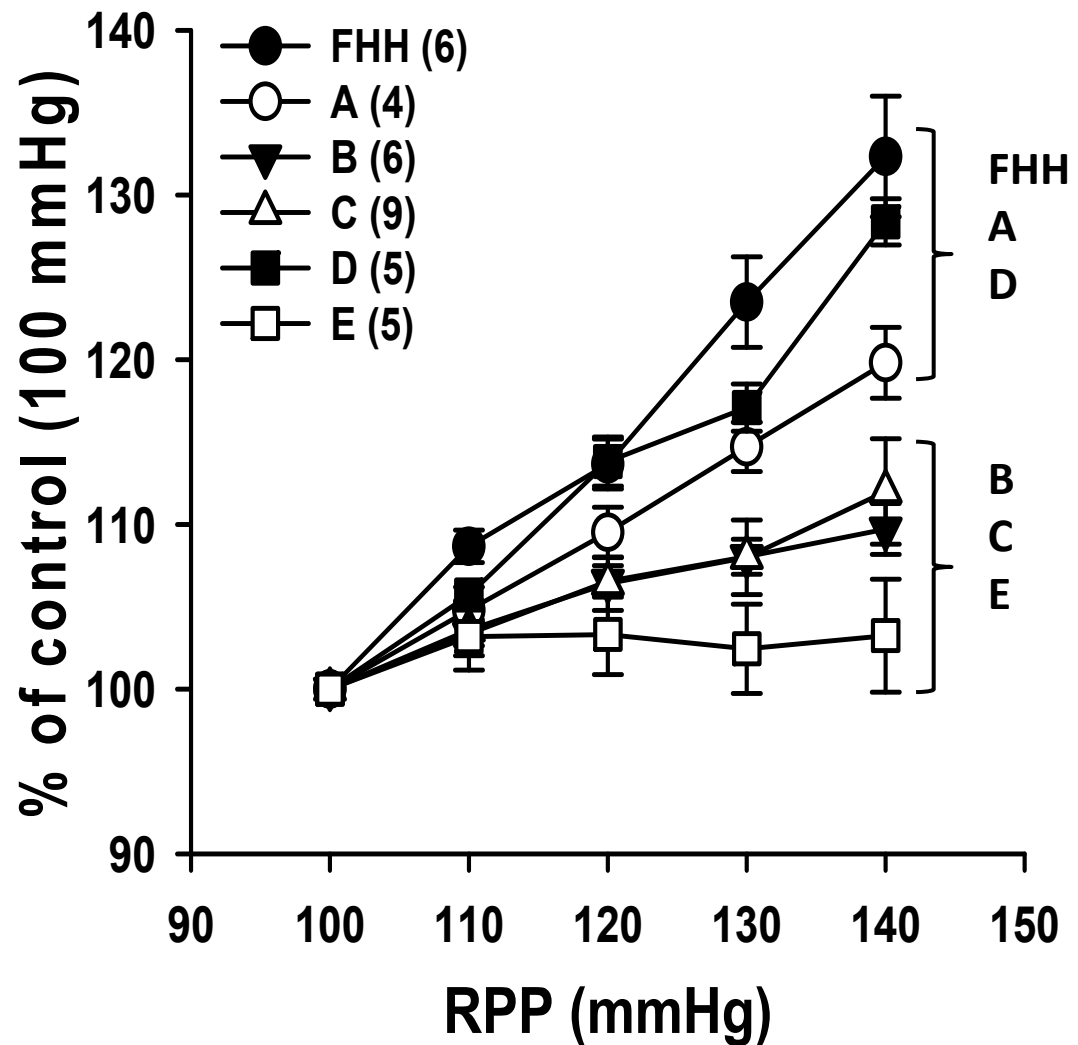 % of control (100 mmHg)
140
130
120
110
100
90
FHH (6)
A (4)
B (6)
C (9)
D (5)
E (5)
FHH
A
D
B
C
E
90 100 110 120 130 140 150
RPP (mmHg)